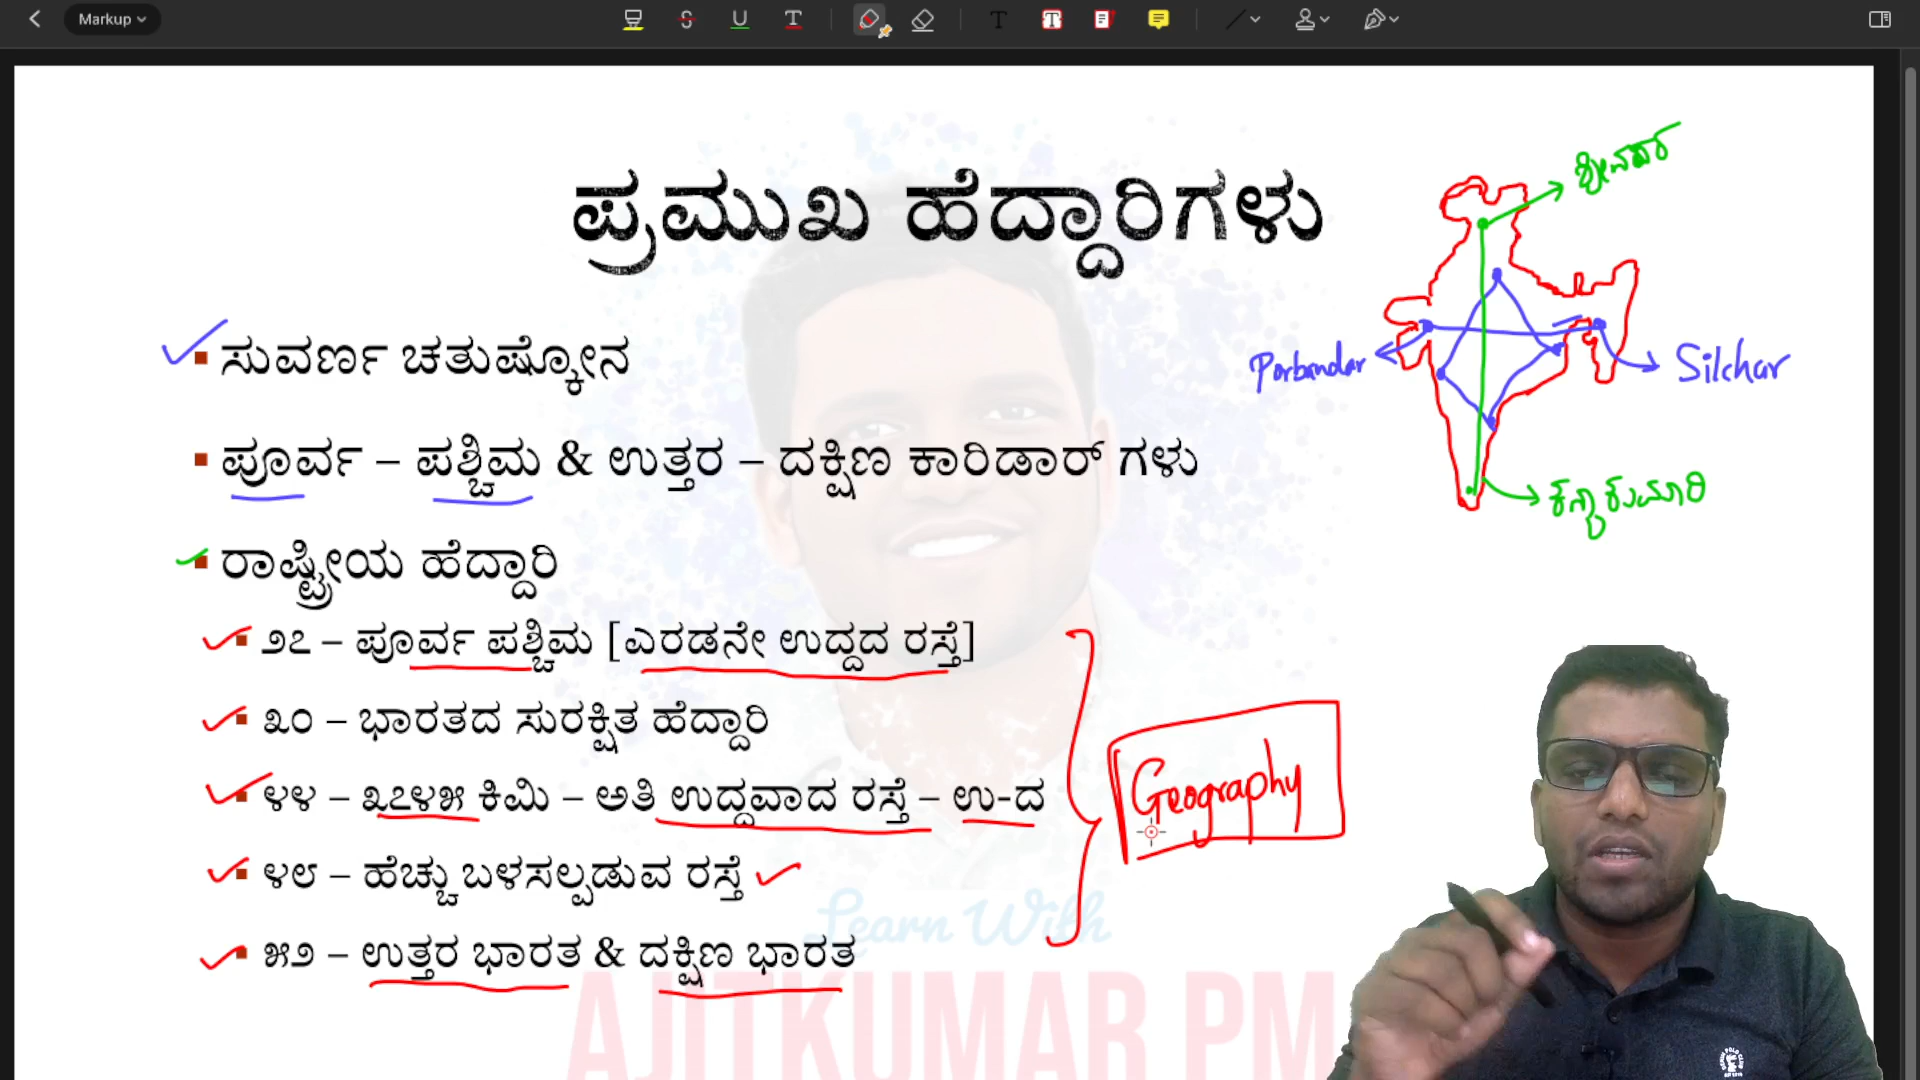 Markup
ಪ್ರಮುಖ ಹೆದ್ದಾರಿಗಳು
ಸುವರ್ಣ ಚತುಷ್ಕೋನ
ಪೂರ್ವ – ಪಶ್ಚಿಮ & ಉತ್ತರ – ದಕ್ಷಿಣ ಕಾರಿಡಾರ್ ಗಳು
ರಾಷ್ಟ್ರೀಯ ಹೆದ್ದಾರಿ
೨೭ – ಪೂರ್ವ ಪಶ್ಚಿಮ [ಎರಡನೇ ಉದ್ದದ ರಸ್ತೆ]
೩೦ – ಭಾರತದ ಸುರಕ್ಷಿತ ಹೆದ್ದಾರಿ
೪೪ – ೩೭೪೫ ಕಿಮಿ – ಅತಿ ಉದ್ದವಾದ ರಸ್ತೆ – ಉ-ದ
೪೮ – ಹೆಚ್ಚು ಬಳಸಲ್ಪಡುವ ರಸ್ತೆ
೫೨ – ಉತ್ತರ ಭಾರತ & ದಕ್ಷಿಣ ಭಾರತ
Geography
Porbandar
Silchar
ಕನ್ಯಾಕುಮಾರಿ
Learn With
AJITKUMAR PM